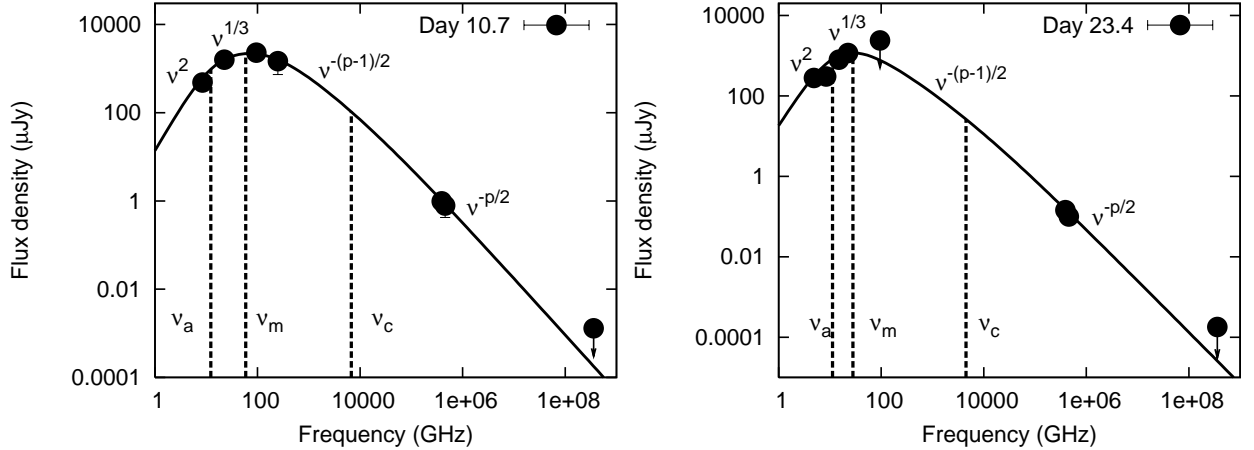 Flux density (μJy)
10000
100
1
0.01
0.0001
Day 10.7
ν^2
ν^1/3
ν^-(p-1)/2
ν^-p/2
ν_a
ν_m
ν_c
1
100
10000
1e+06
1e+08
Frequency (GHz)
Flux density (μJy)
10000
100
1
0.01
0.0001
Day 23.4
ν^2
ν^1/3
ν^-(p-1)/2
ν^-p/2
ν_a
ν_m
ν_c
1
100
10000
1e+06
1e+08
Frequency (GHz)